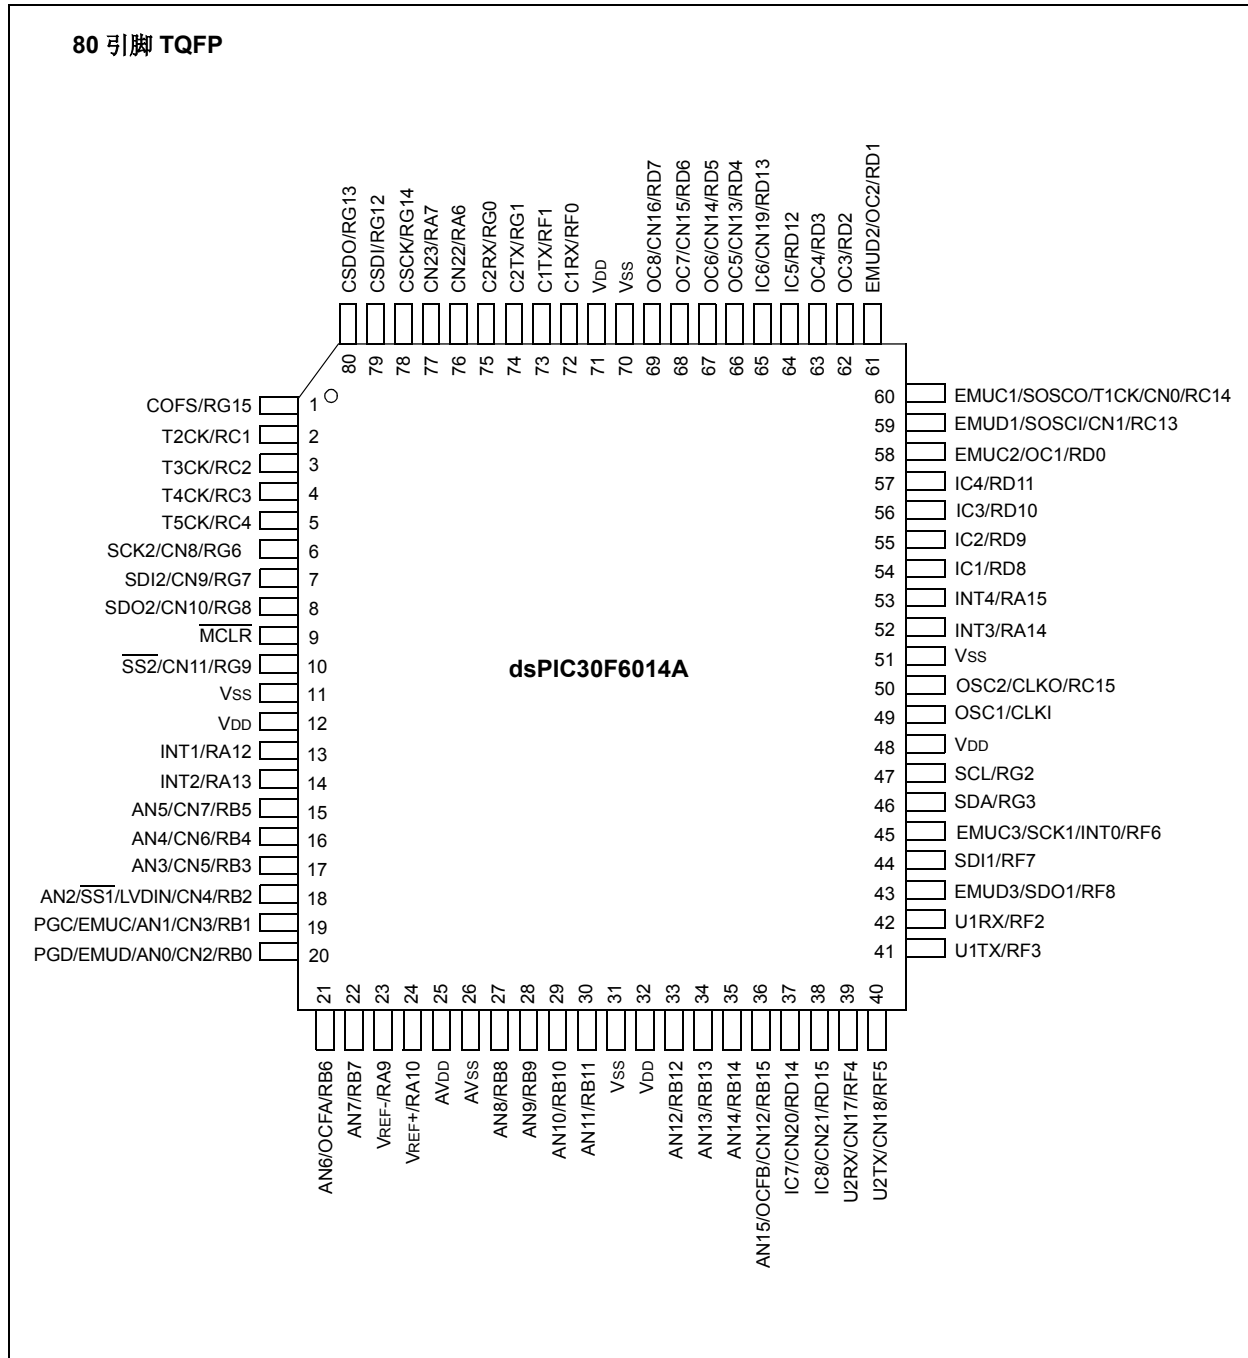 80 引脚 TQFP
CSDO/RG13
CSDI/RG12
CSCK/RG14
CN23/RA7
CN22/RA6
C2RX/RG0
C2TX/RG1
C1TX/RF1
C1RX/RF0
VDD
VSS
OC8/CN16/RD7
OC7/CN15/RD6
OC6/CN14/RD5
OC5/CN13/RD4
IC6/CN19/RD13
IC5/RD12
OC4/RD3
OC3/RD2
EMUD2/OC2/RD1
80
79
78
77
76
75
74
73
72
71
70
69
68
67
66
65
64
63
62
61
COFS/RG15 1
T2CK/RC1 2
T3CK/RC2 3
T4CK/RC3 4
T5CK/RC4 5
SCK2/CN8/RG6 6
SDI2/CN9/RG7 7
SDO2/CN10/RG8 8
MCLR 9
SS2/CN11/RG9 10
VSS 11
VDD 12
INT1/RA12 13
INT2/RA13 14
AN5/CN7/RB5 15
AN4/CN6/RB4 16
AN3/CN5/RB3 17
AN2/SS1/LVDIN/CN4/RB2 18
PGC/EMUC/AN1/CN3/RB1 19
PGD/EMUD/AN0/CN2/RB0 20
dsPIC30F6014A
60 EMUC1/SOSCO/T1CK/CN0/RC14
59 EMUD1/SOSCI/CN1/RC13
58 EMUC2/OC1/RD0
57 IC4/RD11
56 IC3/RD10
55 IC2/RD9
54 IC1/RD8
53 INT4/RA15
52 INT3/RA14
51 VSS
50 OSC2/CLKO/RC15
49 OSC1/CLKI
48 VDD
47 SCL/RG2
46 SDA/RG3
45 EMUC3/SCK1/INT0/RF6
44 SDI1/RF7
43 EMUD3/SDO1/RF8
42 U1RX/RF2
41 U1TX/RF3
21
22
23
24
25
26
27
28
29
30
31
32
33
34
35
36
37
38
39
40
AN6/OCFA/RB6
AN7/RB7
VREF-/RA9
VREF+/RA10
AVDD
AVSS
AN8/RB8
AN9/RB9
AN10/RB10
AN11/RB11
VSS
VDD
AN12/RB12
AN13/RB13
AN14/RB14
AN15/OCFB/CN12/RB15
IC7/CN20/RD14
IC8/CN21/RD15
U2RX/CN17/RF4
U2TX/CN18/RF5